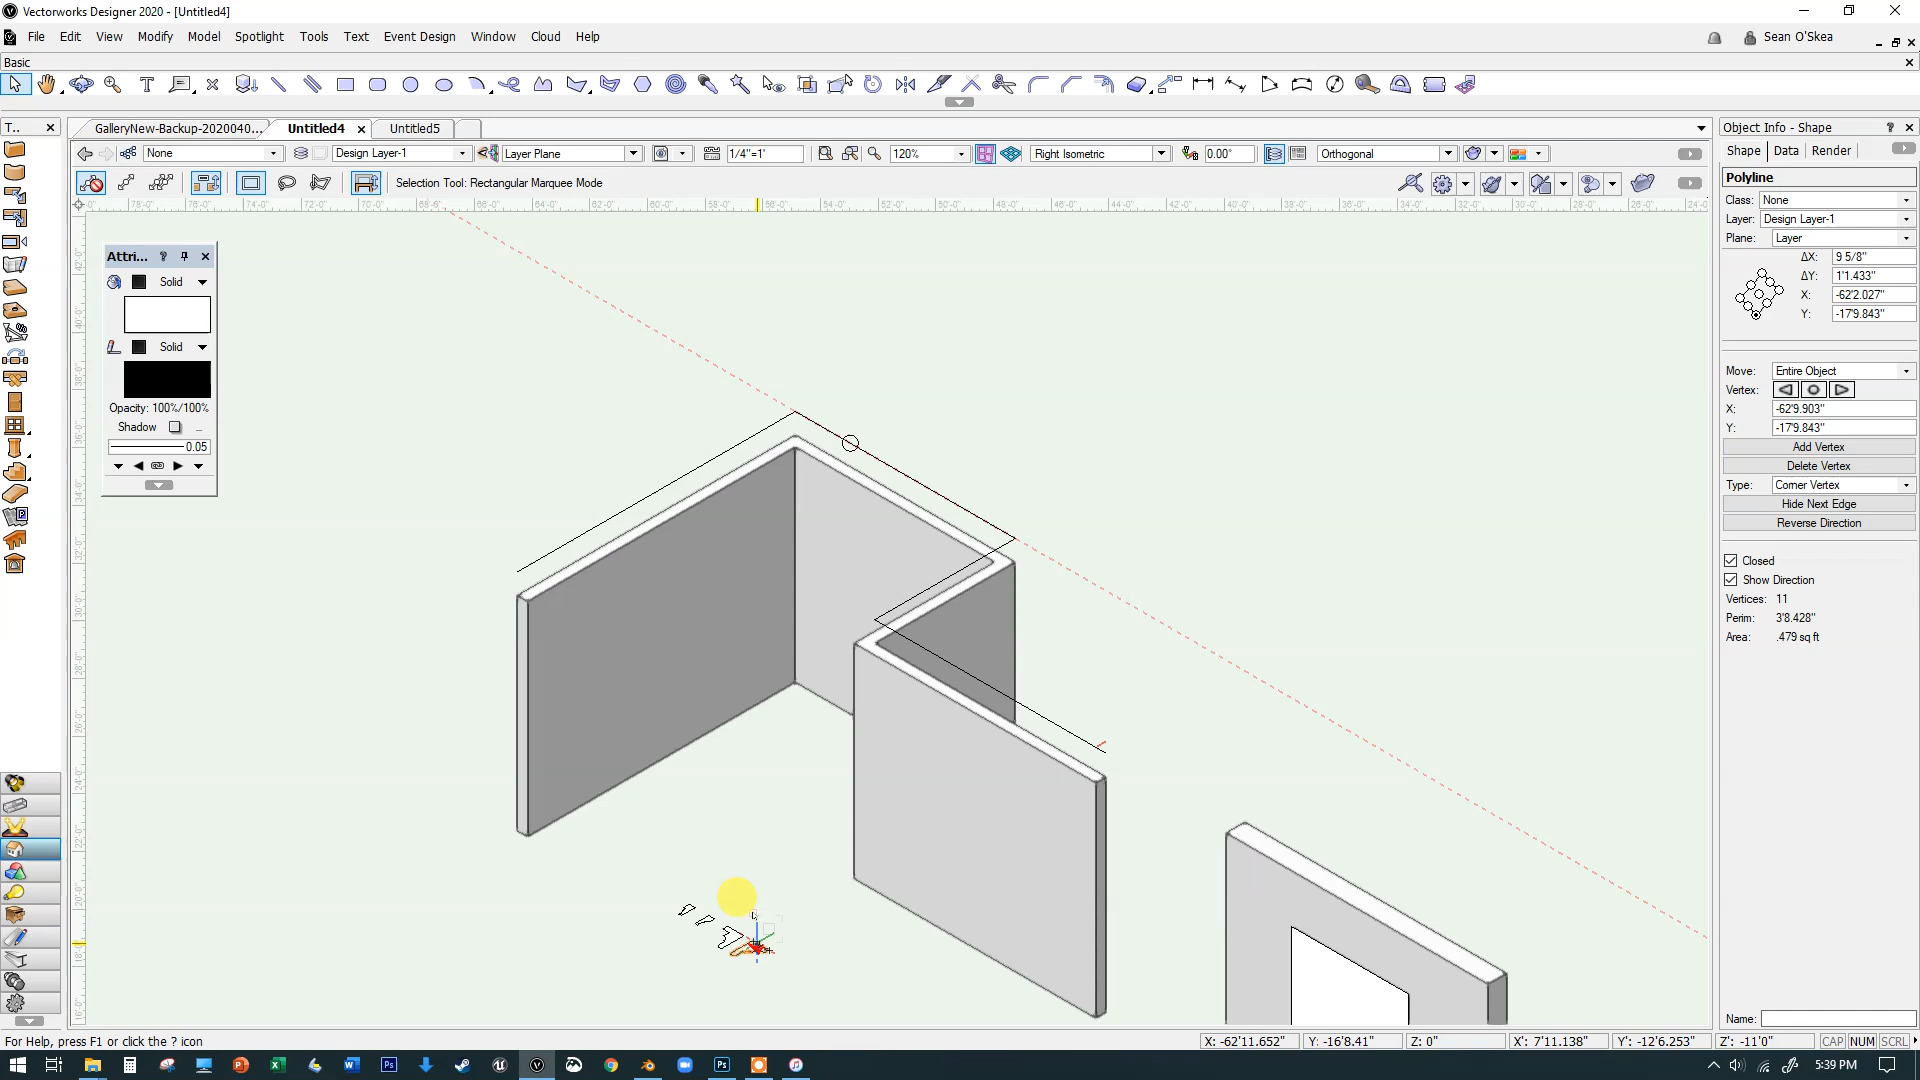 Vectorworks Designer 2020 - [Untitled4]
File Edit View Modify Model Spotlight Tools Text Event Design Window Cloud Help
Sean O'Skea
Basic
T..
GalleryNew-Backup-2020040... Untitled4 Untitled5
None Design Layer-1 Layer Plane 1/4"=1' 120% Right Isometric 0.00° Orthogonal
Selection Tool: Rectangular Marquee Mode
Attri... ?
Solid
Solid
Opacity: 100%/100%
Shadow
0.05
Object Info - Shape
Shape Data Render
Polyline
Class: None
Layer: Design Layer-1
Plane: Layer
ΔX: 9 5/8"
ΔY: 1'1.433"
X: -62'2.027"
Y: -17'9.843"
Move: Entire Object
Vertex:
X: -62'9.903"
Y: -17'9.843"
Add Vertex
Delete Vertex
Type: Corner Vertex
Hide Next Edge
Reverse Direction
Closed
Show Direction
Vertices: 11
Perim: 3'8.428"
Area: .479 sq ft
Name:
For Help, press F1 or click the ? icon
X: -62'11.652" Y: -16'8.41" Z: 0" X': 7'11.138" Y': -12'6.253" Z': -11'0" CAP NUM SCRL
5:39 PM